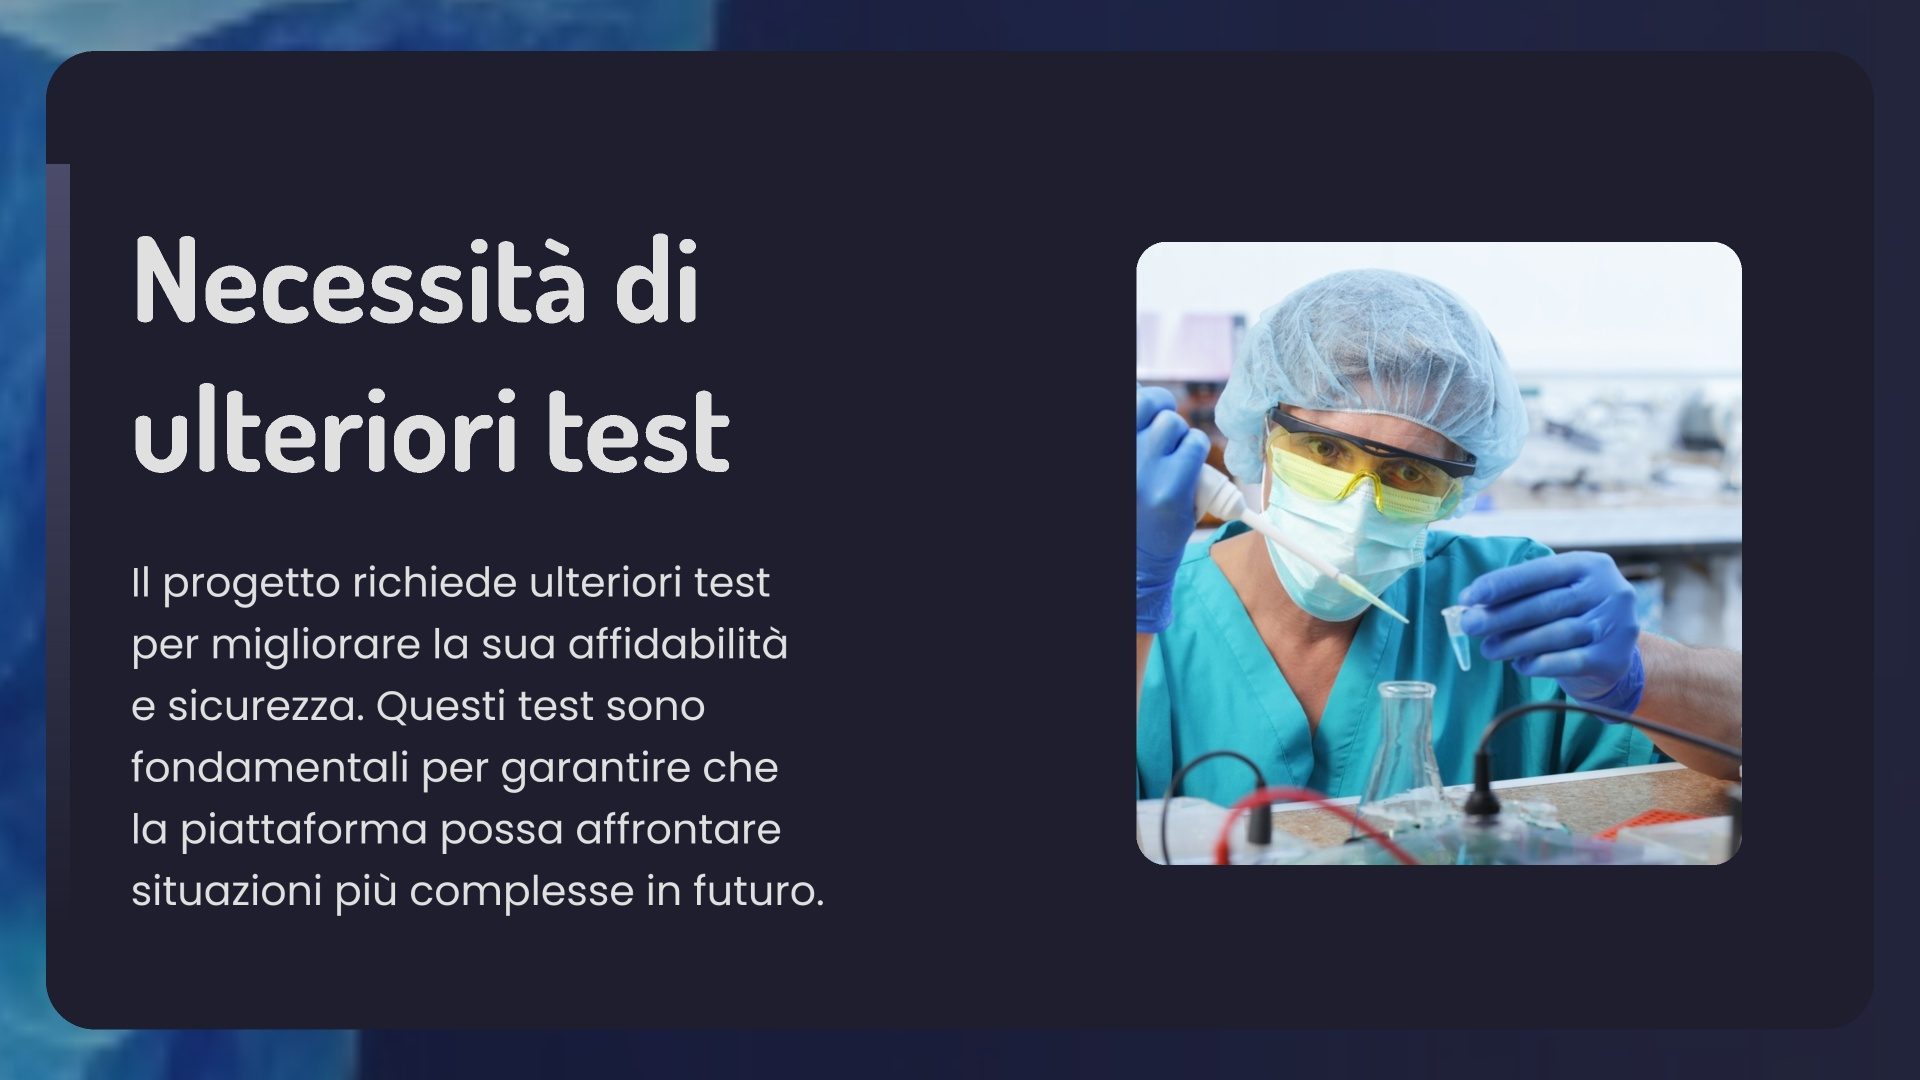 Necessità di
ulteriori test
Il progetto richiede ulteriori test
per migliorare la sua affidabilità
e sicurezza. Questi test sono
fondamentali per garantire che
la piattaforma possa affrontare
situazioni più complesse in futuro.